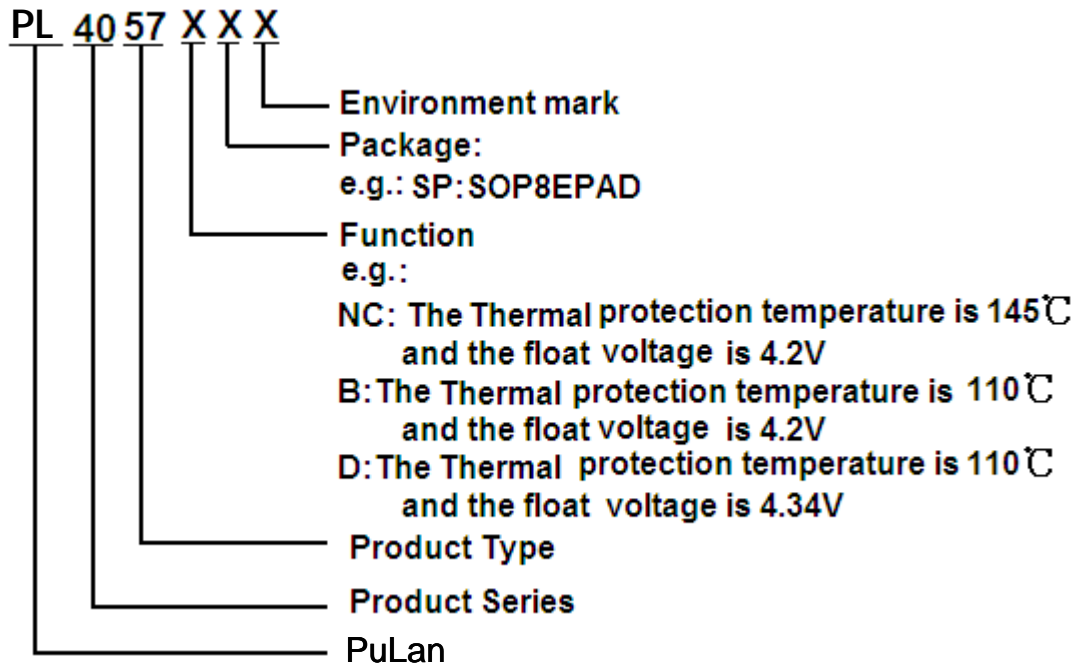 PL 40 57 X X X
Environment mark
Package:
e.g.: SP:SOP8EPAD
Function
e.g.:
NC: The Thermal protection temperature is 145℃
and the float voltage is 4.2V
B:The Thermal protection temperature is 110℃
and the float voltage is 4.2V
D:The Thermal protection temperature is 110℃
and the float voltage is 4.34V
Product Type
Product Series
PuLan